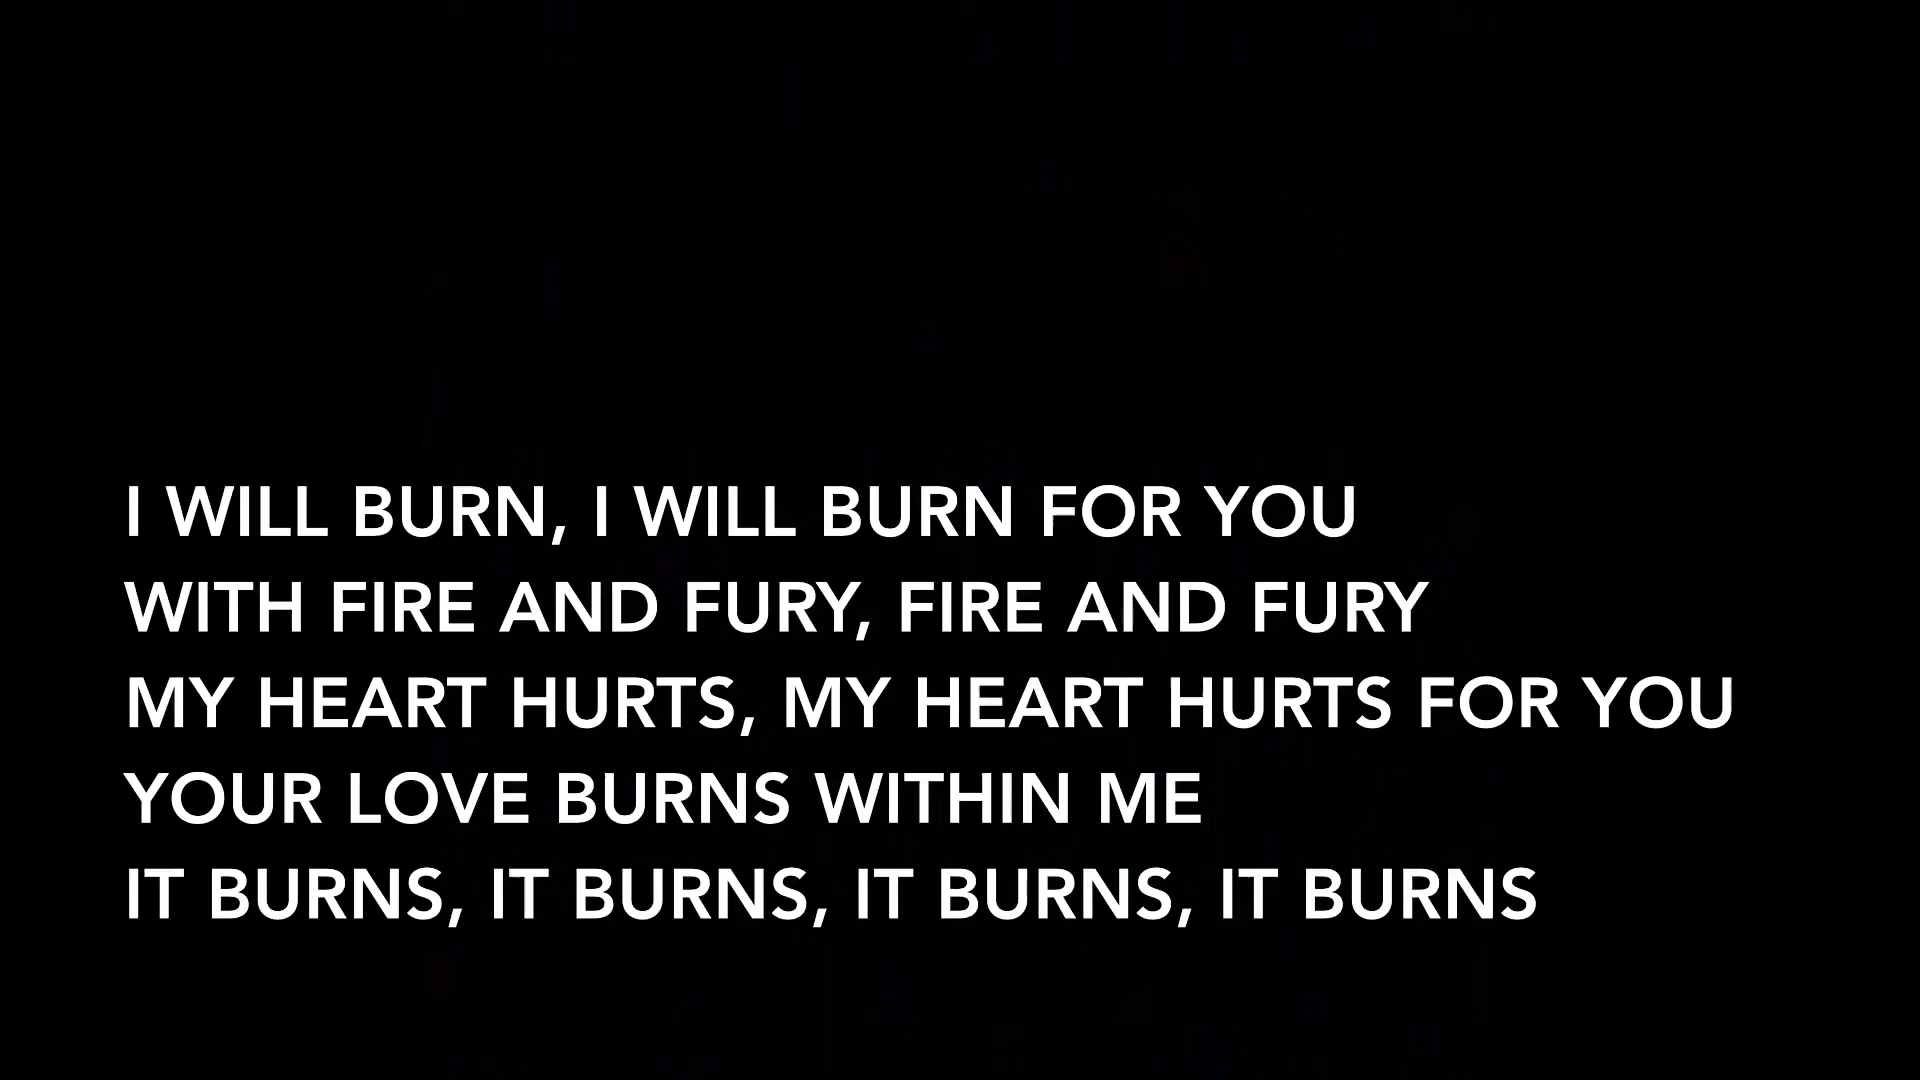 I WILL BURN, I WILL BURN FOR YOU
WITH FIRE AND FURY, FIRE AND FURY
MY HEART HURTS, MY HEART HURTS FOR YOU
YOUR LOVE BURNS WITHIN ME
IT BURNS, IT BURNS, IT BURNS, IT BURNS